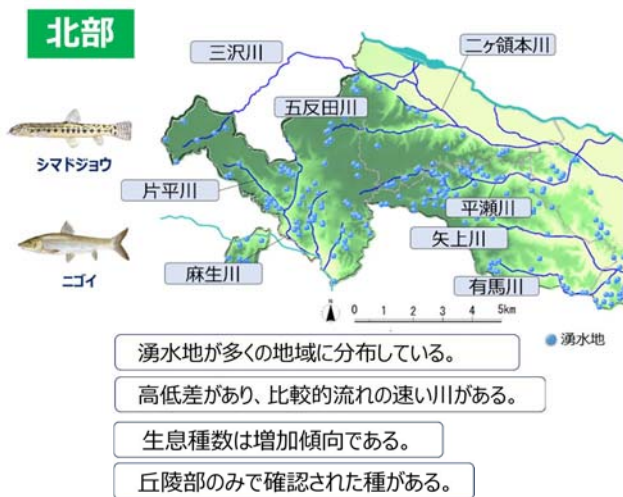 北部
三沢川
二ヶ領本川
五反田川
シマドジョウ
片平川
平瀬川
矢上川
ニゴイ
麻生川
有馬川
N
0 1 2 3 4 5km
湧水地
湧水地が多くの地域に分布している。
高低差があり、比較的流れの速い川がある。
生息種数は増加傾向である。
丘陵部のみで確認された種がある。